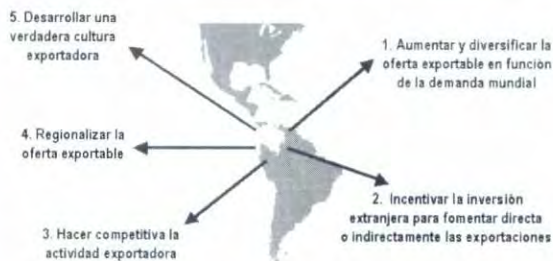 5. Desarrollar una
verdadera cultura
exportadora
1. Aumentar y diversificar la
oferta exportable en función
de la demanda mundial
4. Regionalizar la
oferta exportable
2. Incentivar la inversión
extranjera para fomentar directa
o indirectamente las exportaciones
3. Hacer competitiva la
actividad exportadora